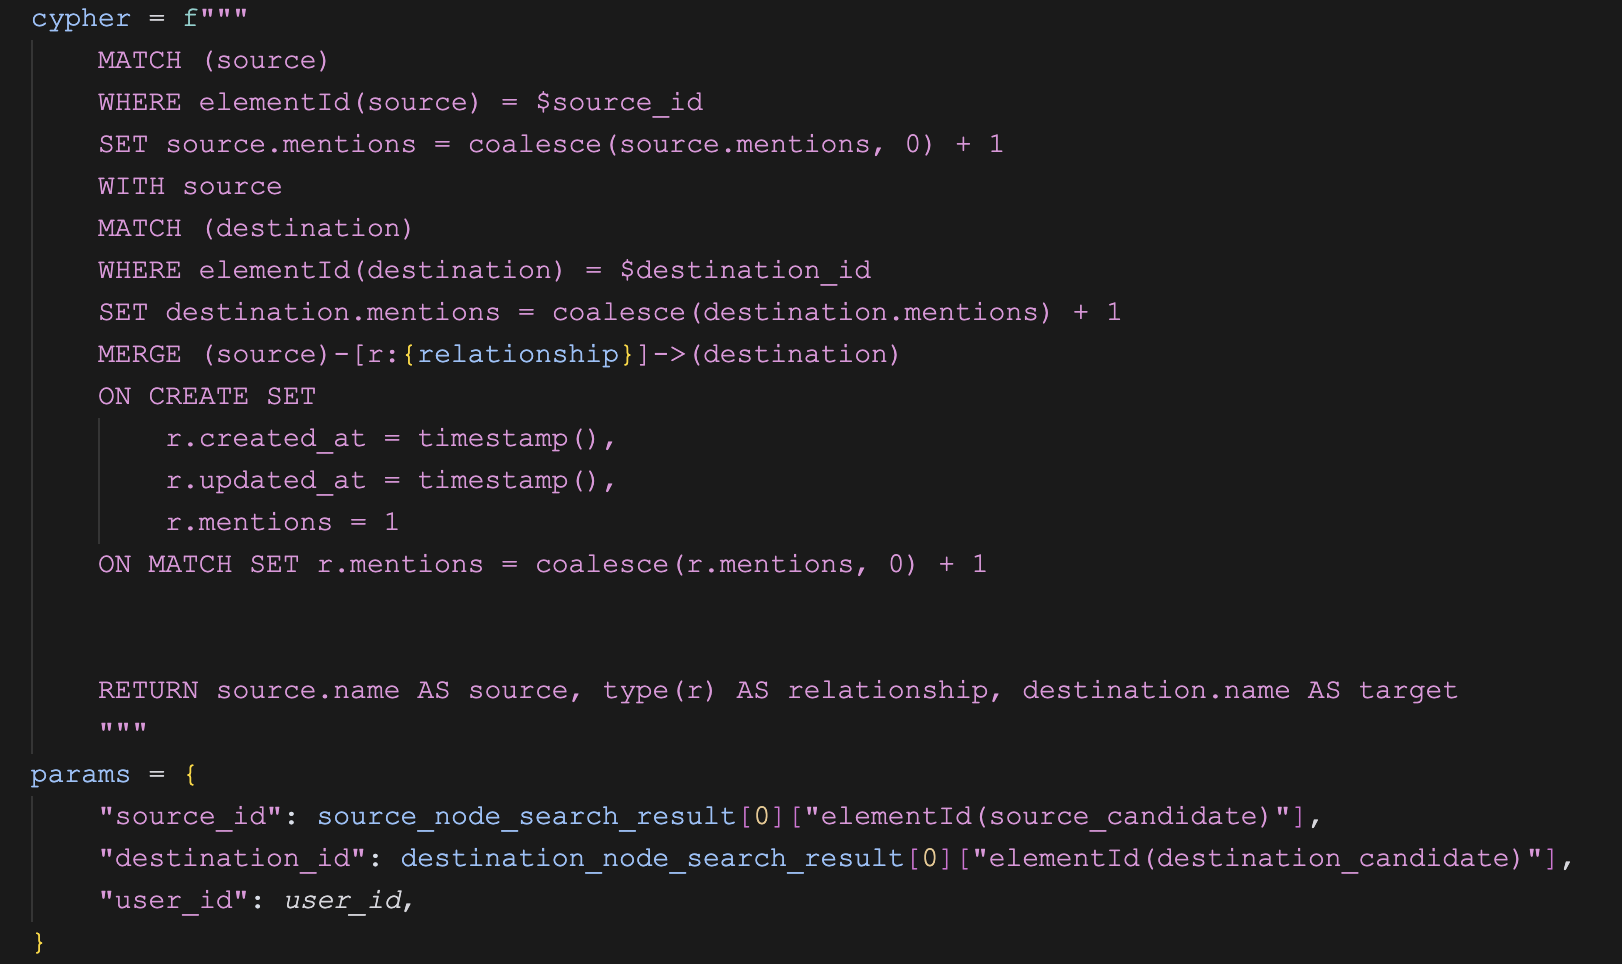 cypher = f"""
MATCH (source)
WHERE elementId(source) = $source_id
SET source.mentions = coalesce(source.mentions, 0) + 1
WITH source
MATCH (destination)
WHERE elementId(destination) = $destination_id
SET destination.mentions = coalesce(destination.mentions) + 1
MERGE (source)-[r:{relationship}]->(destination)
ON CREATE SET
r.created_at = timestamp(),
r.updated_at = timestamp(),
r.mentions = 1
ON MATCH SET r.mentions = coalesce(r.mentions, 0) + 1
RETURN source.name AS source, type(r) AS relationship, destination.name AS target
"""
params = {
"source_id": source_node_search_result[0]["elementId(source_candidate)"],
"destination_id": destination_node_search_result[0]["elementId(destination_candidate)"],
"user_id": user_id,
}